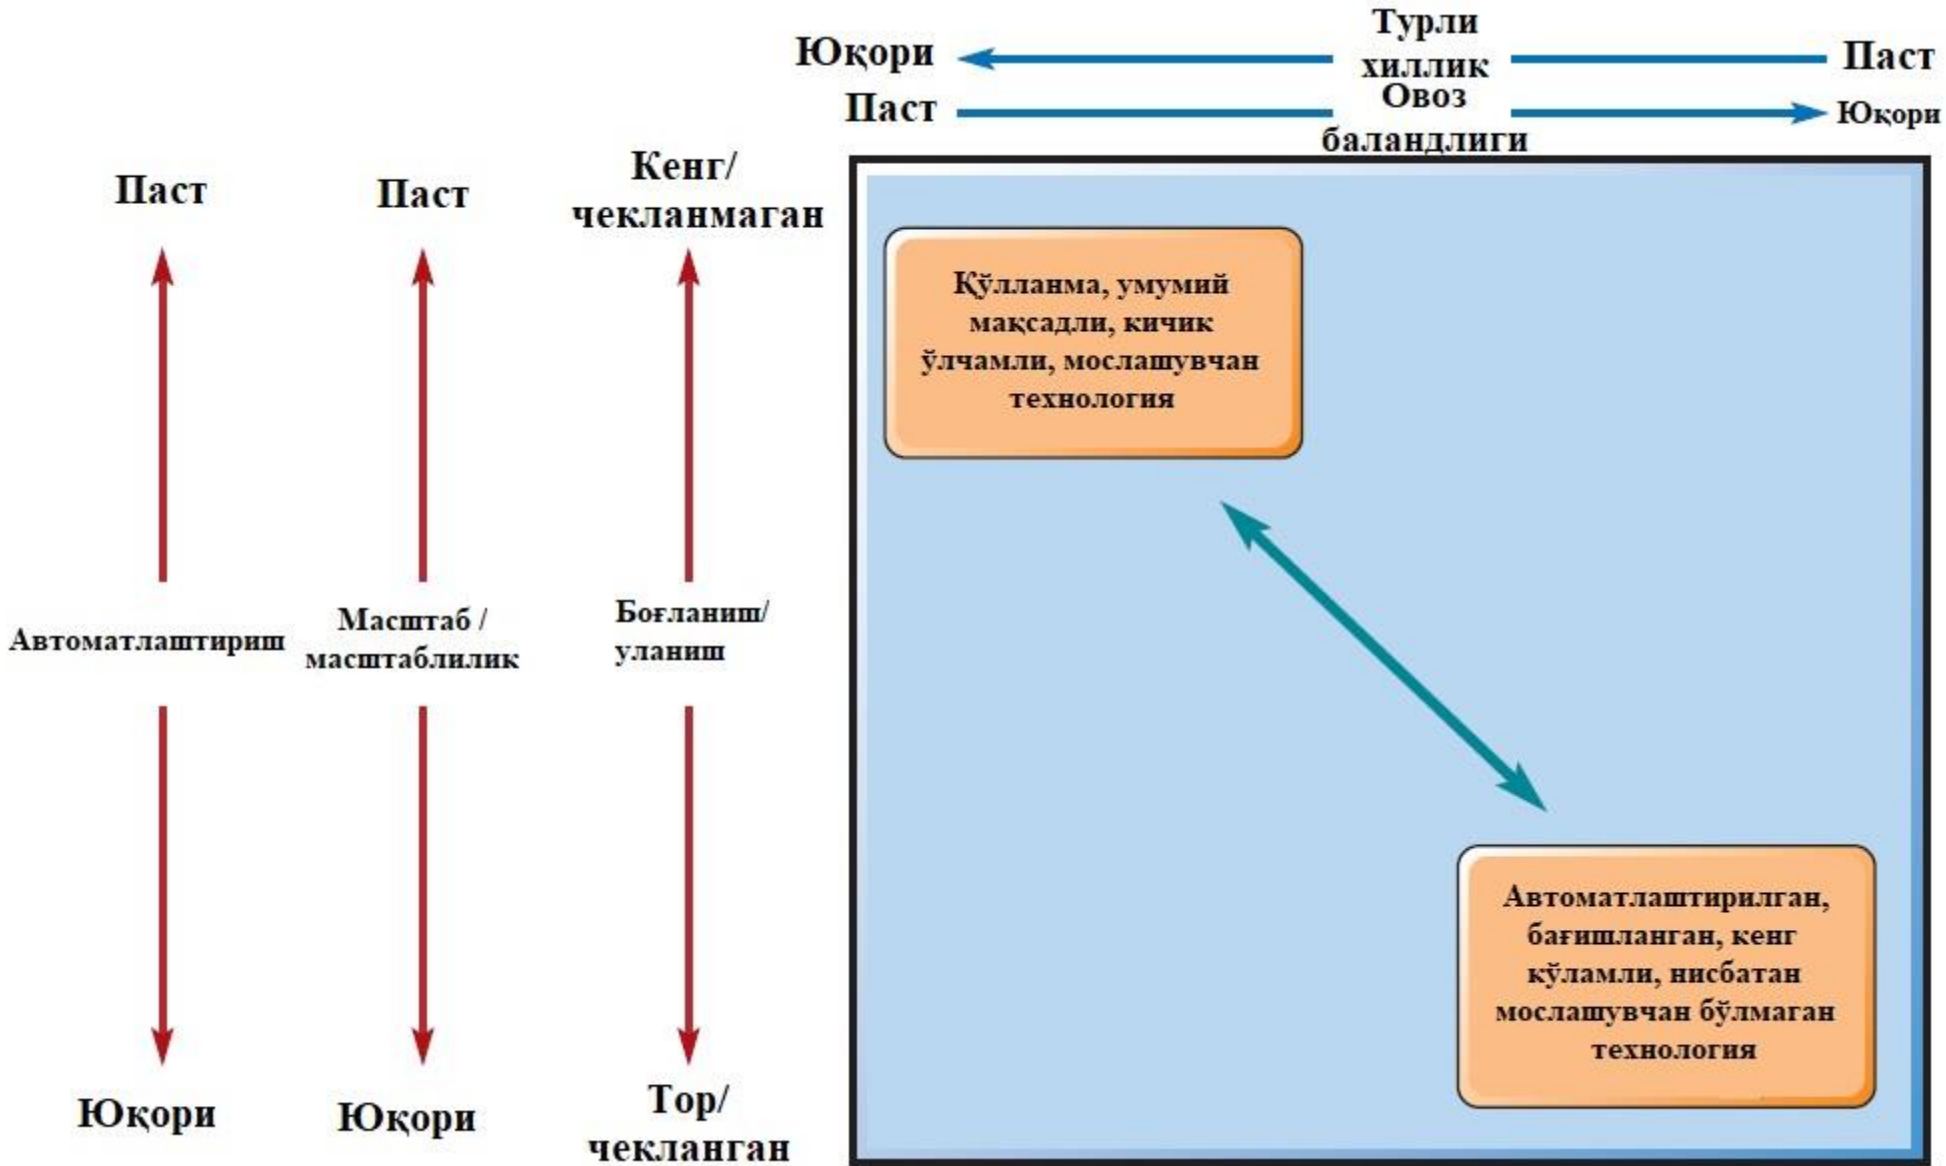 Юқори
Турли
хиллик
Паст
Паст
Овоз
баландлиги
Юқори
Паст
Паст
Кенг/
чекланмаган
Автоматлаштириш
Масштаб /
масштаблилик
Боғланиш/
уланиш
Юқори
Юқори
Тор/
чекланган
Қўлланма, умумий
мақсадли, кичик
ўлчамли, мослашувчан
технология
Автоматлаштирилган,
бағишланган, кенг
кўламли, нисбатан
мослашувчан бўлмаган
технология